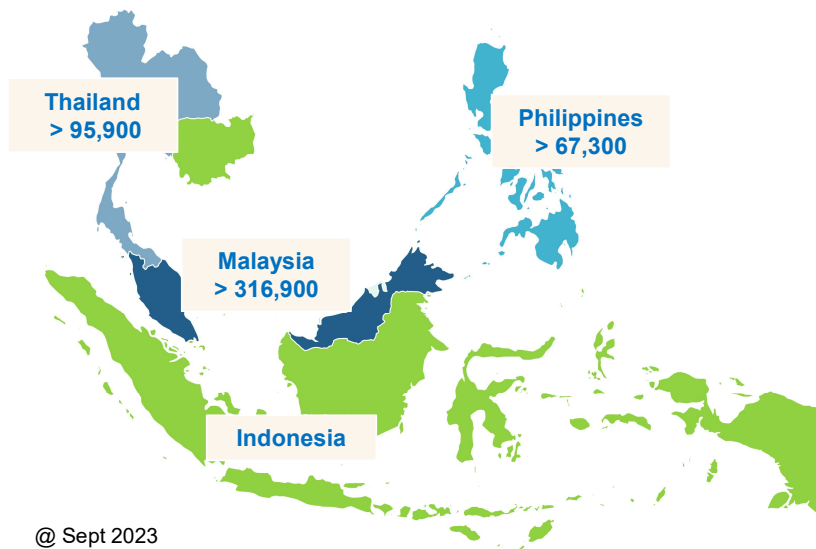 Thailand
> 95,900
Philippines
> 67,300
Malaysia
> 316,900
Indonesia
@ Sept 2023